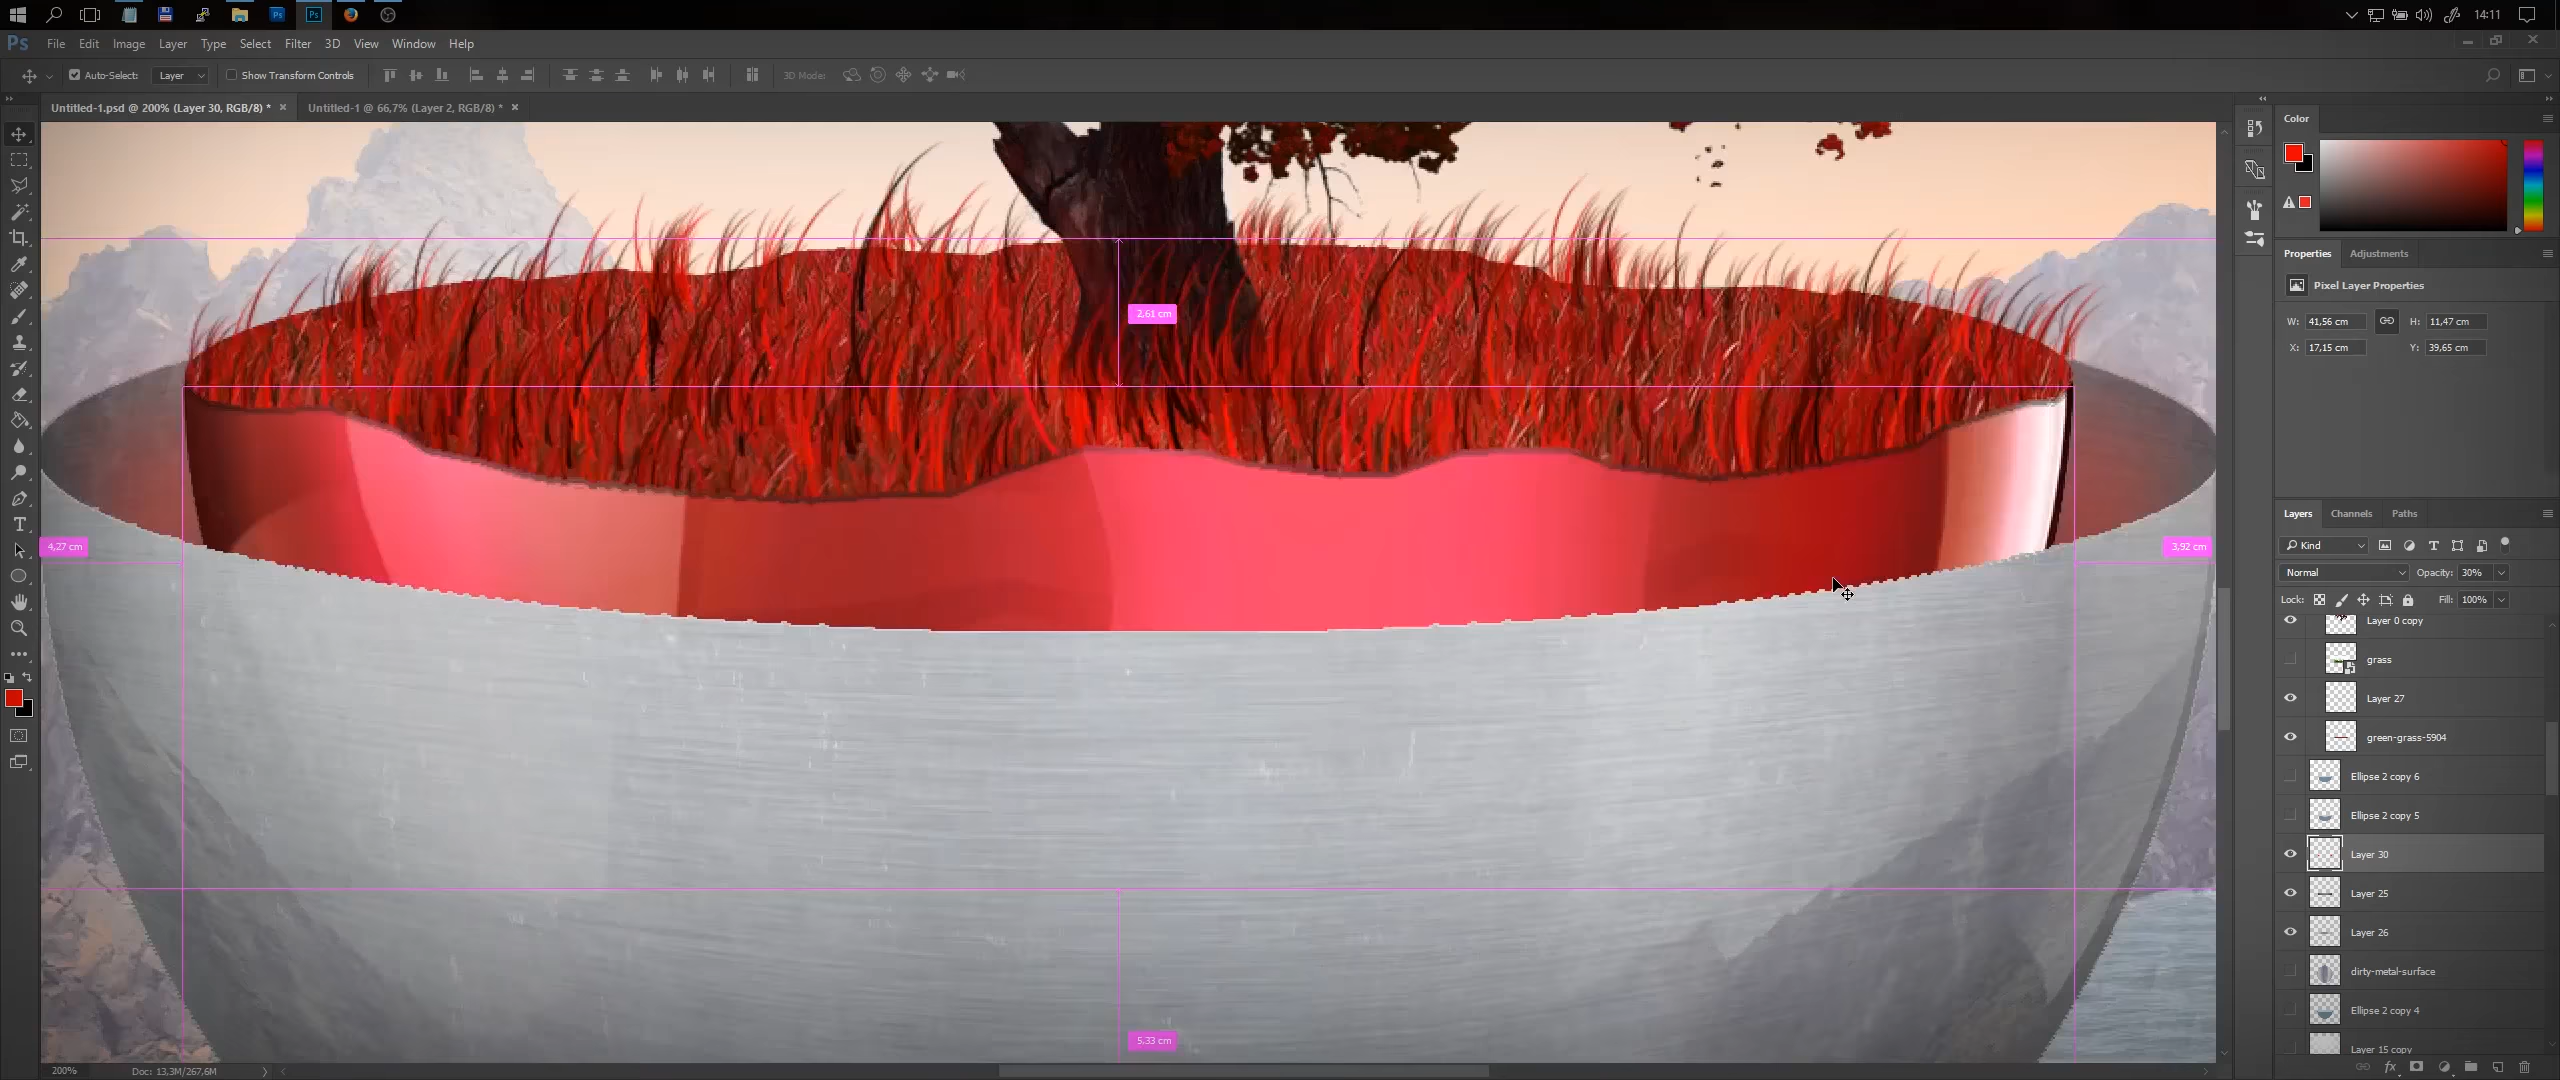 14:11
Ps File Edit Image Layer Type Select Filter 3D View Window Help
Auto-Select: Layer Show Transform Controls 3D Mode:
Untitled-1.psd @ 200% (Layer 30, RGB/8) * Untitled-1 @ 66,7% (Layer 2, RGB/8) *
Color
Properties Adjustments
Pixel Layer Properties
W: 41,56 cm H: 11,47 cm
X: 17,15 cm Y: 39,65 cm
2,61 cm
4,27 cm
3,92 cm
5,33 cm
Layers Channels Paths
Kind
Normal Opacity: 30%
Lock: Fill: 100%
Layer 0 copy
grass
Layer 27
green-grass-5904
Ellipse 2 copy 6
Ellipse 2 copy 5
Layer 30
Layer 25
Layer 26
dirty-metal-surface
Ellipse 2 copy 4
Layer 15 copy
fx
200% Doc: 13,3M/267,6M